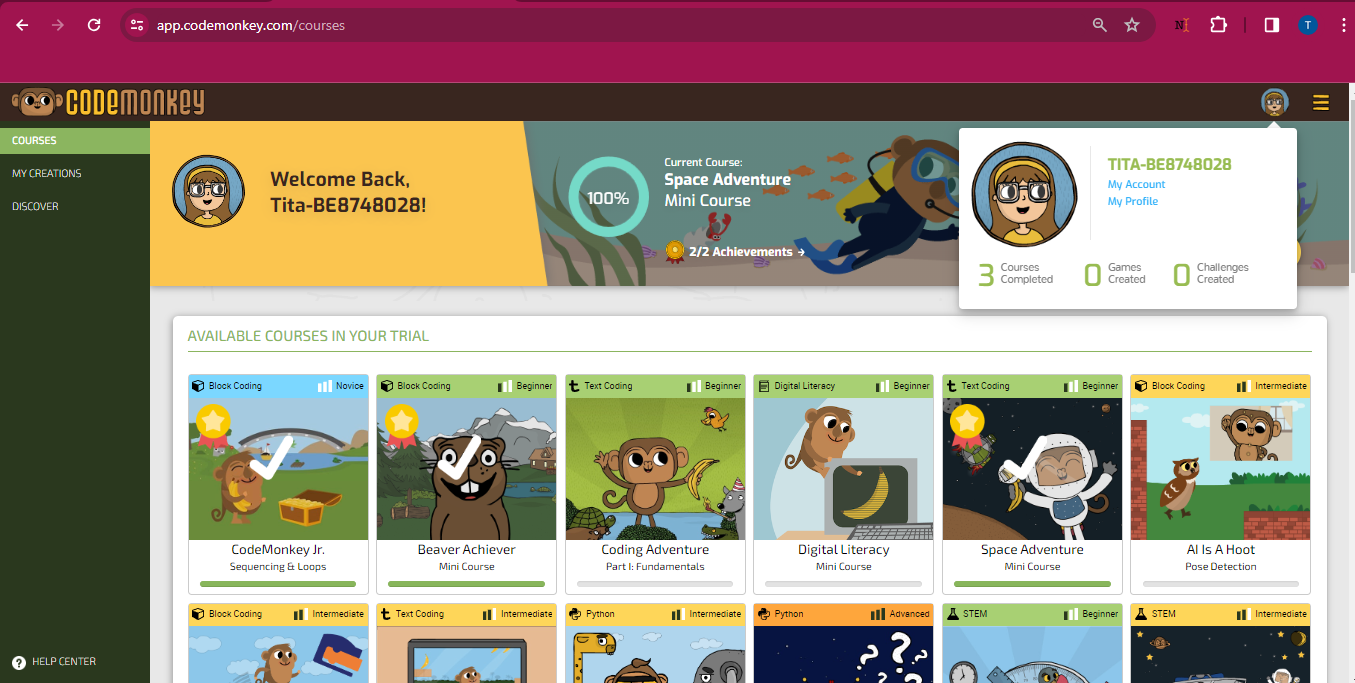 app.codemonkey.com/courses
T
CODEMONKEY
COURSES
MY CREATIONS
DISCOVER
HELP CENTER
Welcome Back,
Tita-BE8748028!
100%
Current Course:
Space Adventure
Mini Course
2/2 Achievements →
TITA-BE8748028
My Account
My Profile
3 Courses Completed
0 Games Created
0 Challenges Created
AVAILABLE COURSES IN YOUR TRIAL
Block Coding Novice
CodeMonkey Jr.
Sequencing & Loops
Block Coding Beginner
Beaver Achiever
Mini Course
Text Coding Beginner
Coding Adventure
Part I: Fundamentals
Digital Literacy Beginner
Digital Literacy
Mini Course
Text Coding Beginner
Space Adventure
Mini Course
Block Coding Intermediate
AI Is A Hoot
Pose Detection
Block Coding Intermediate
Text Coding Intermediate
Python Intermediate
Python Advanced
? ? ?
STEM Beginner
STEM Intermediate